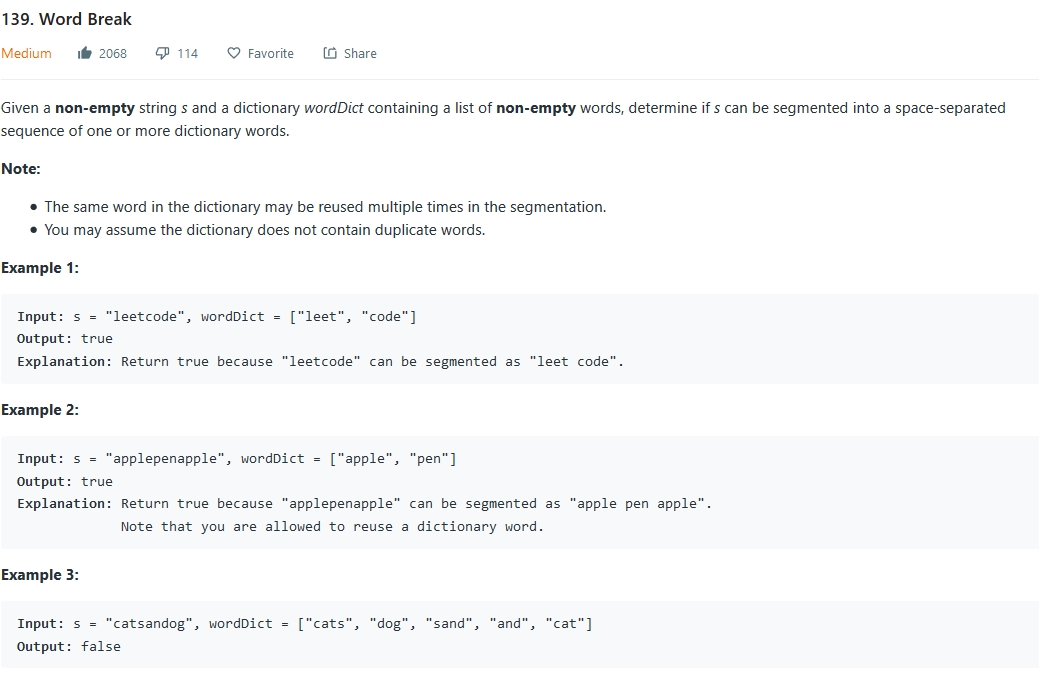 139. Word Break
Medium 2068 114 Favorite Share
Given a non-empty string s and a dictionary wordDict containing a list of non-empty words, determine if s can be segmented into a space-separated
sequence of one or more dictionary words.
Note:
• The same word in the dictionary may be reused multiple times in the segmentation.
• You may assume the dictionary does not contain duplicate words.
Example 1:
Input: s = "leetcode", wordDict = ["leet", "code"]
Output: true
Explanation: Return true because "leetcode" can be segmented as "leet code".
Example 2:
Input: s = "applepenapple", wordDict = ["apple", "pen"]
Output: true
Explanation: Return true because "applepenapple" can be segmented as "apple pen apple".
Note that you are allowed to reuse a dictionary word.
Example 3:
Input: s = "catsandog", wordDict = ["cats", "dog", "sand", "and", "cat"]
Output: false